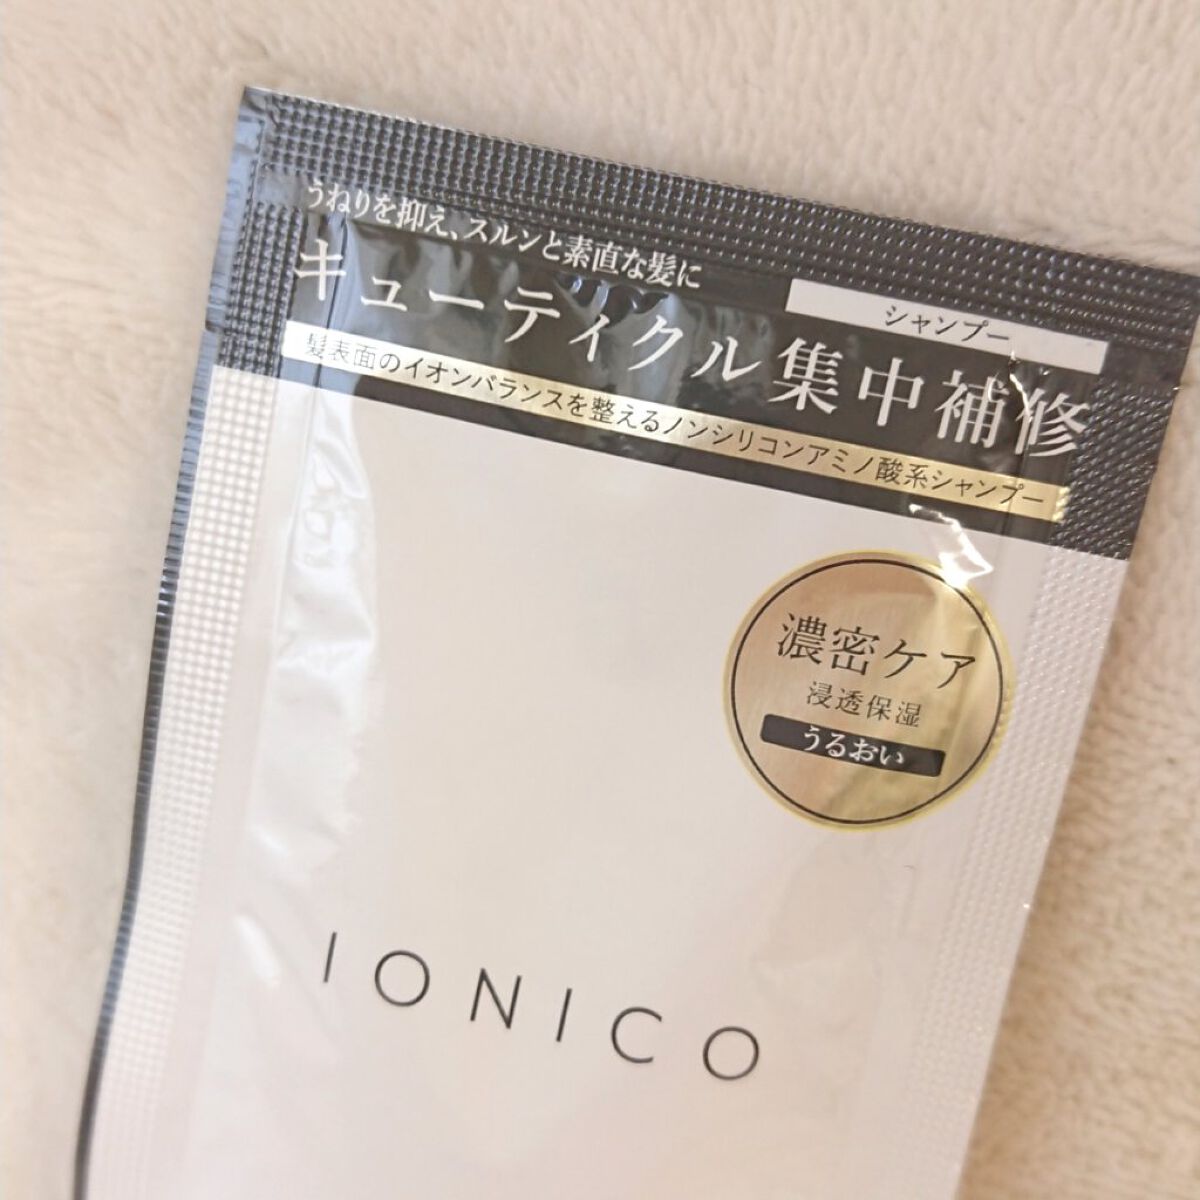 うねりを抑え、スルンと素直な髪に
シャンプー
キューティクル集中補修
髪表面のイオンバランスを整えるノンシリコンアミノ酸系シャンプー
濃密ケア
浸透保湿
うるおい
IONICO